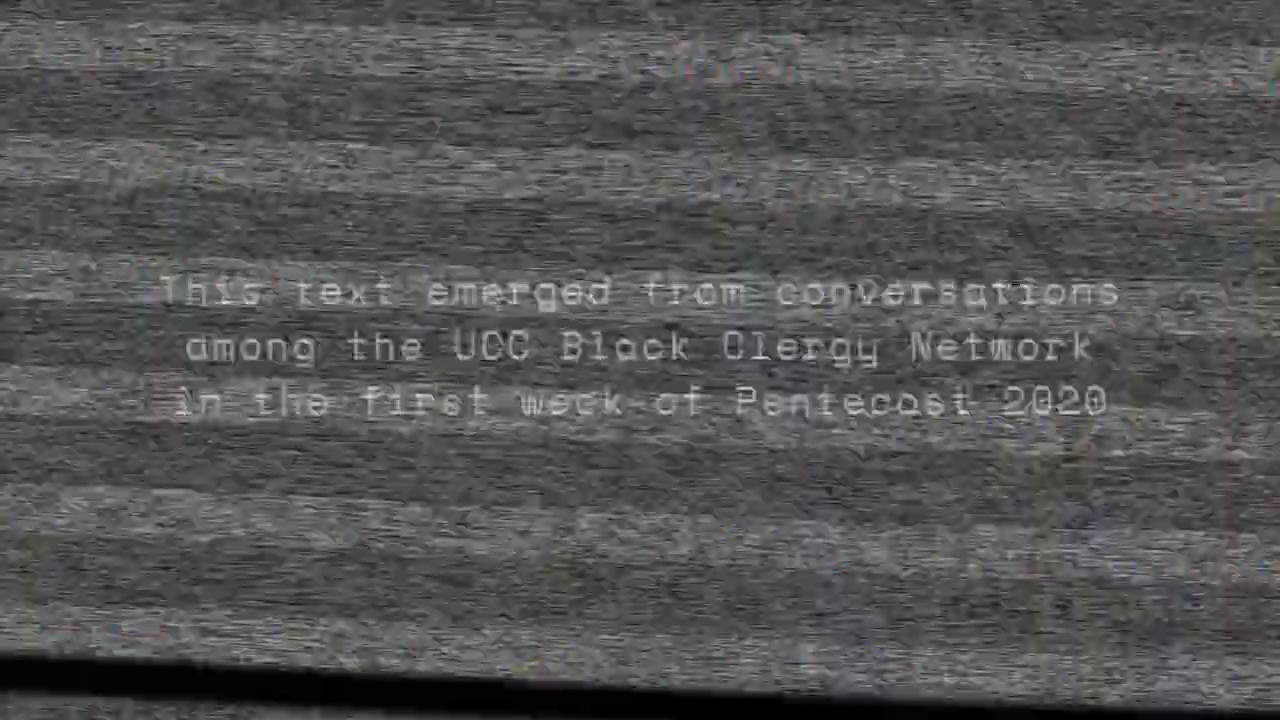 This text emerged from conversations
among the UCC Black Clergy Network
in the first week of Pentecost 2020